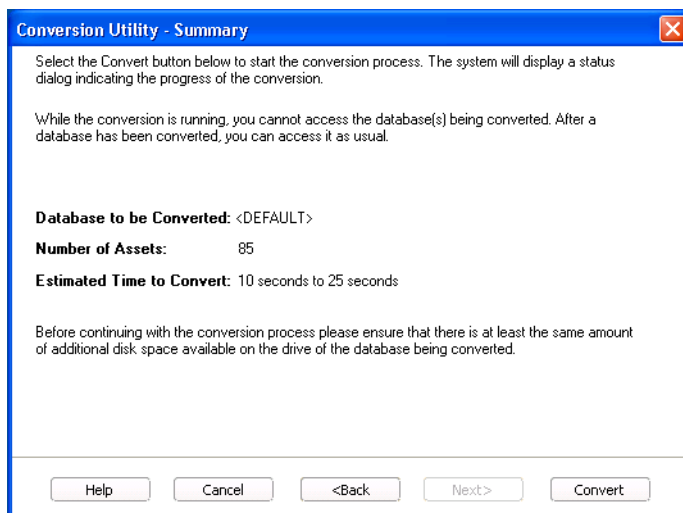 Conversion Utility - Summary
Select the Convert button below to start the conversion process. The system will display a status
dialog indicating the progress of the conversion.
While the conversion is running, you cannot access the database(s) being converted. After a
database has been converted, you can access it as usual.
Database to be Converted: <DEFAULT>
Number of Assets: 85
Estimated Time to Convert: 10 seconds to 25 seconds
Before continuing with the conversion process please ensure that there is at least the same amount
of additional disk space available on the drive of the database being converted.
Help Cancel <Back Next> Convert